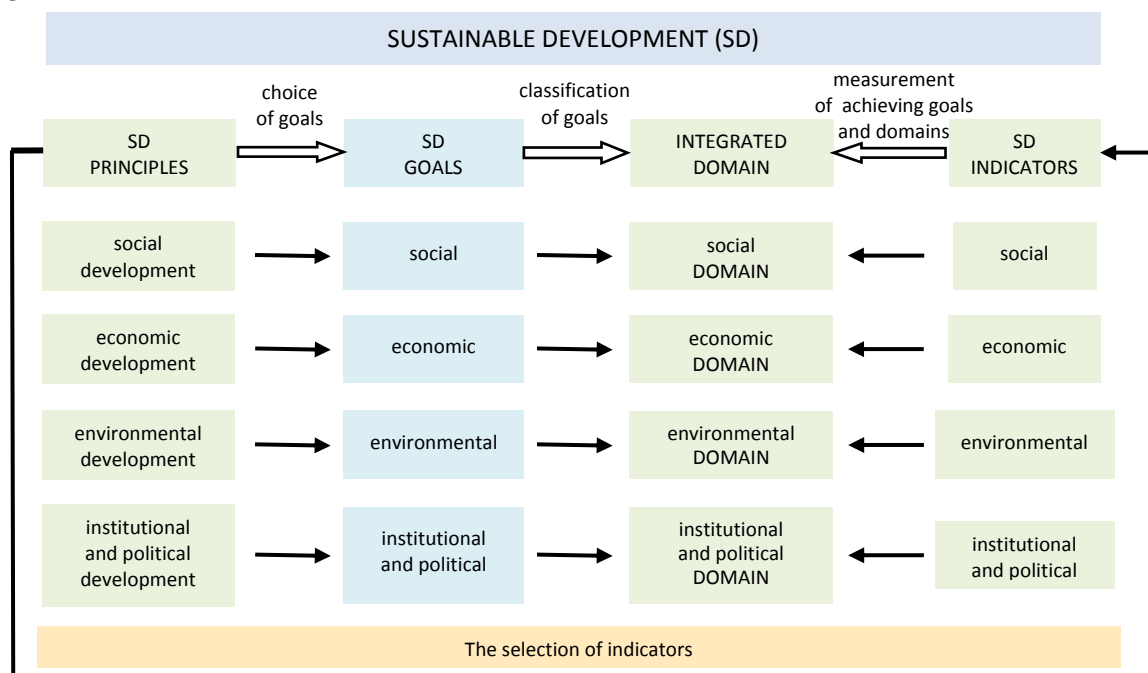 SUSTAINABLE DEVELOPMENT (SD)
choice
of goals
classification
of goals
measurement
of achieving goals
and domains
SD
PRINCIPLES
SD
GOALS
INTEGRATED
DOMAIN
SD
INDICATORS
social
development
social
social
DOMAIN
social
economic
development
economic
economic
DOMAIN
economic
environmental
development
environmental
environmental
DOMAIN
environmental
institutional
and political
development
institutional
and political
institutional
and political
DOMAIN
institutional
and political
The selection of indicators